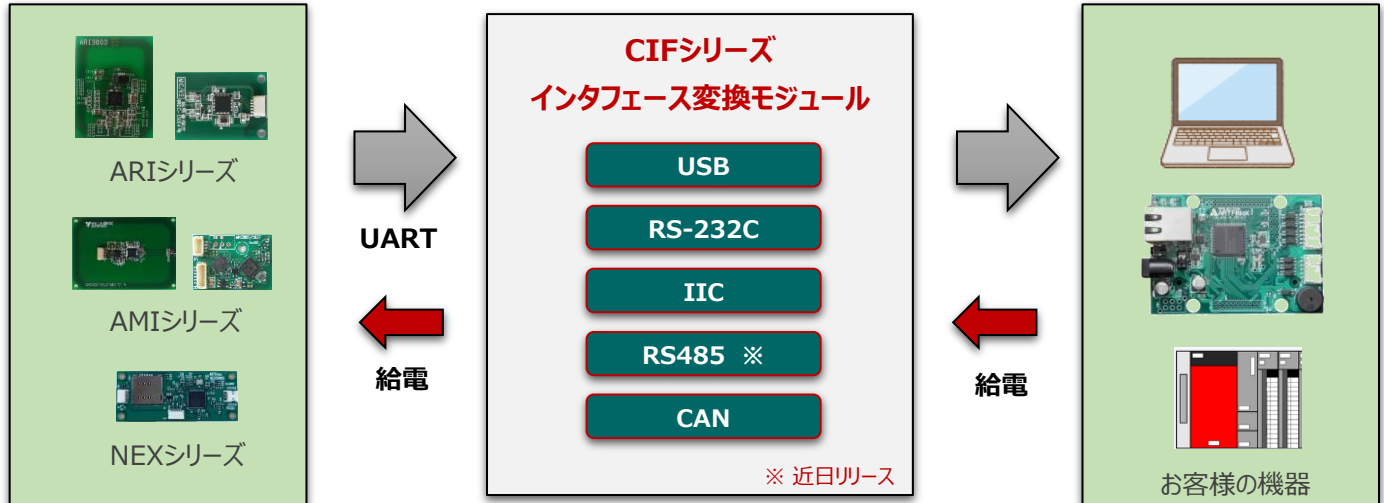 ARIシリーズ
AMIシリーズ
NEXシリーズ
UART
給電
CIFシリーズ
インタフェース変換モジュール
USB
RS-232C
IIC
RS485 ※
CAN
※ 近日リリース
給電
お客様の機器